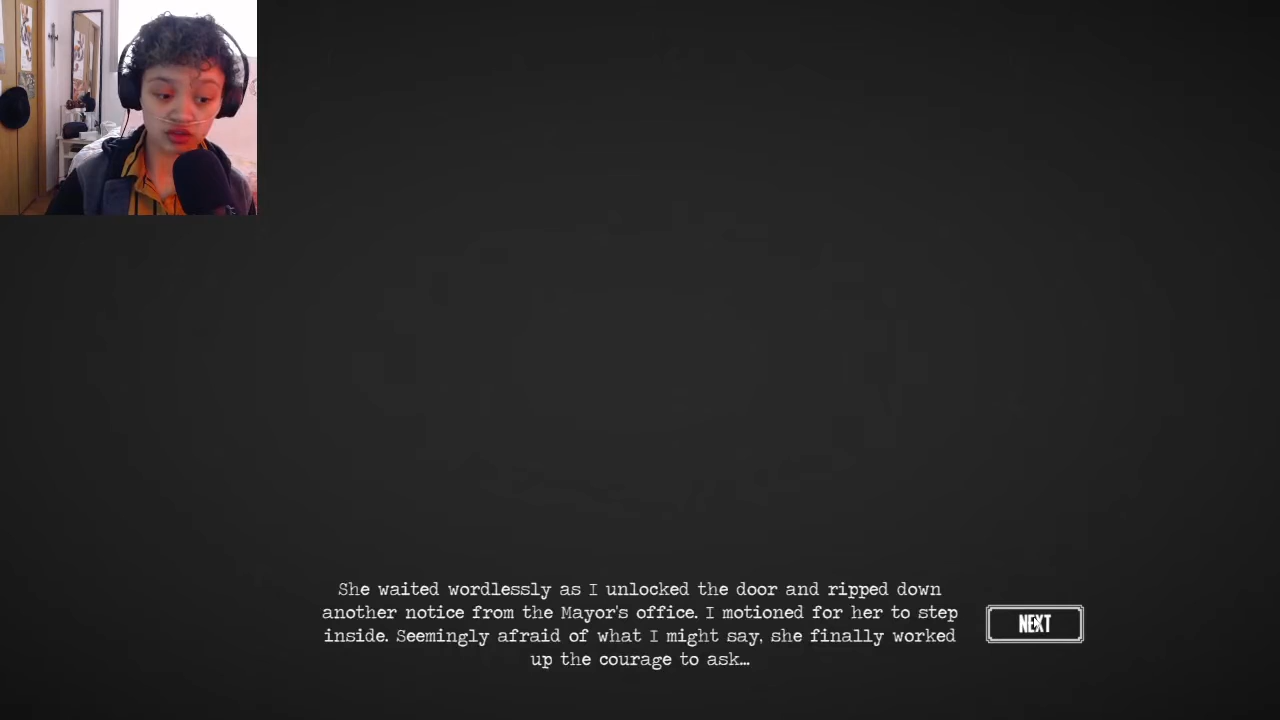 She waited wordlessly as I unlocked the door and ripped down
another notice from the Mayor's office. I motioned for her to step
inside. Seemingly afraid of what I might say, she finally worked
up the courage to ask...
NEXT